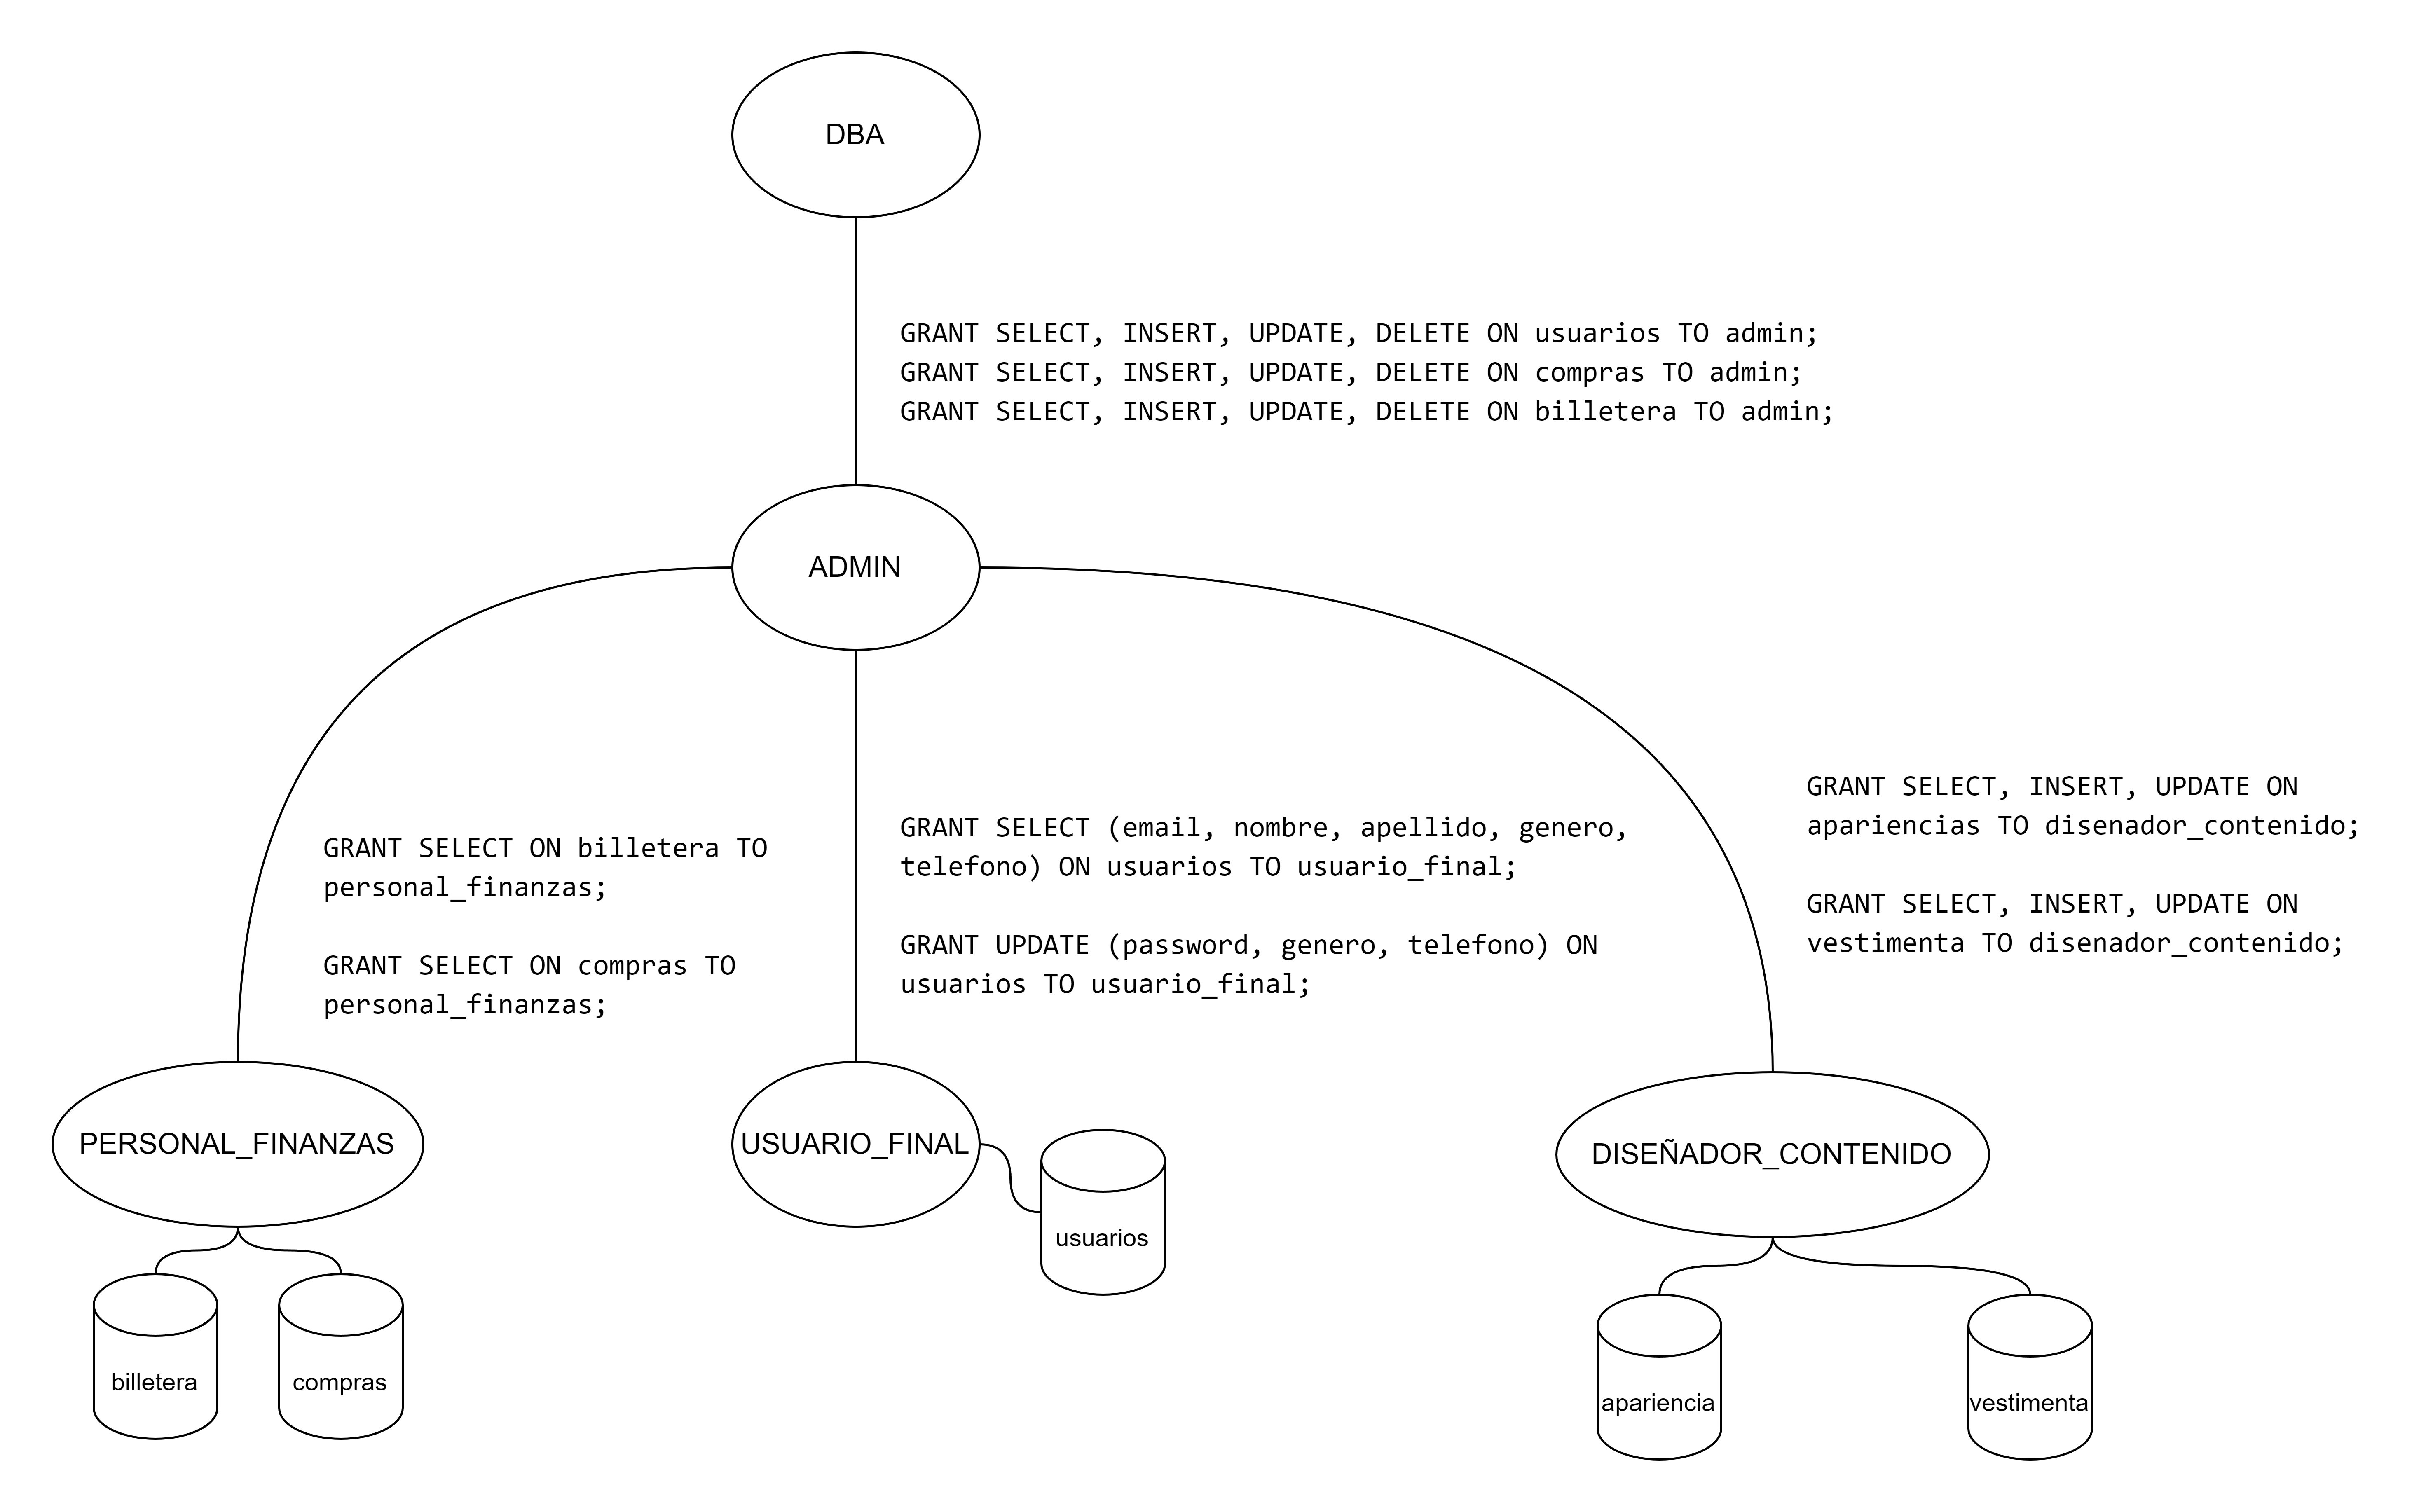 DBA
GRANT SELECT, INSERT, UPDATE, DELETE ON usuarios TO admin;
GRANT SELECT, INSERT, UPDATE, DELETE ON compras TO admin;
GRANT SELECT, INSERT, UPDATE, DELETE ON billetera TO admin;
ADMIN
GRANT SELECT ON billetera TO
personal_finanzas;
GRANT SELECT ON compras TO
personal_finanzas;
GRANT SELECT (email, nombre, apellido, genero,
telefono) ON usuarios TO usuario_final;
GRANT UPDATE (password, genero, telefono) ON
usuarios TO usuario_final;
GRANT SELECT, INSERT, UPDATE ON
apariencias TO disenador_contenido;
GRANT SELECT, INSERT, UPDATE ON
vestimenta TO disenador_contenido;
PERSONAL_FINANZAS
USUARIO_FINAL
DISEÑADOR_CONTENIDO
usuarios
billetera
compras
apariencia
vestimenta